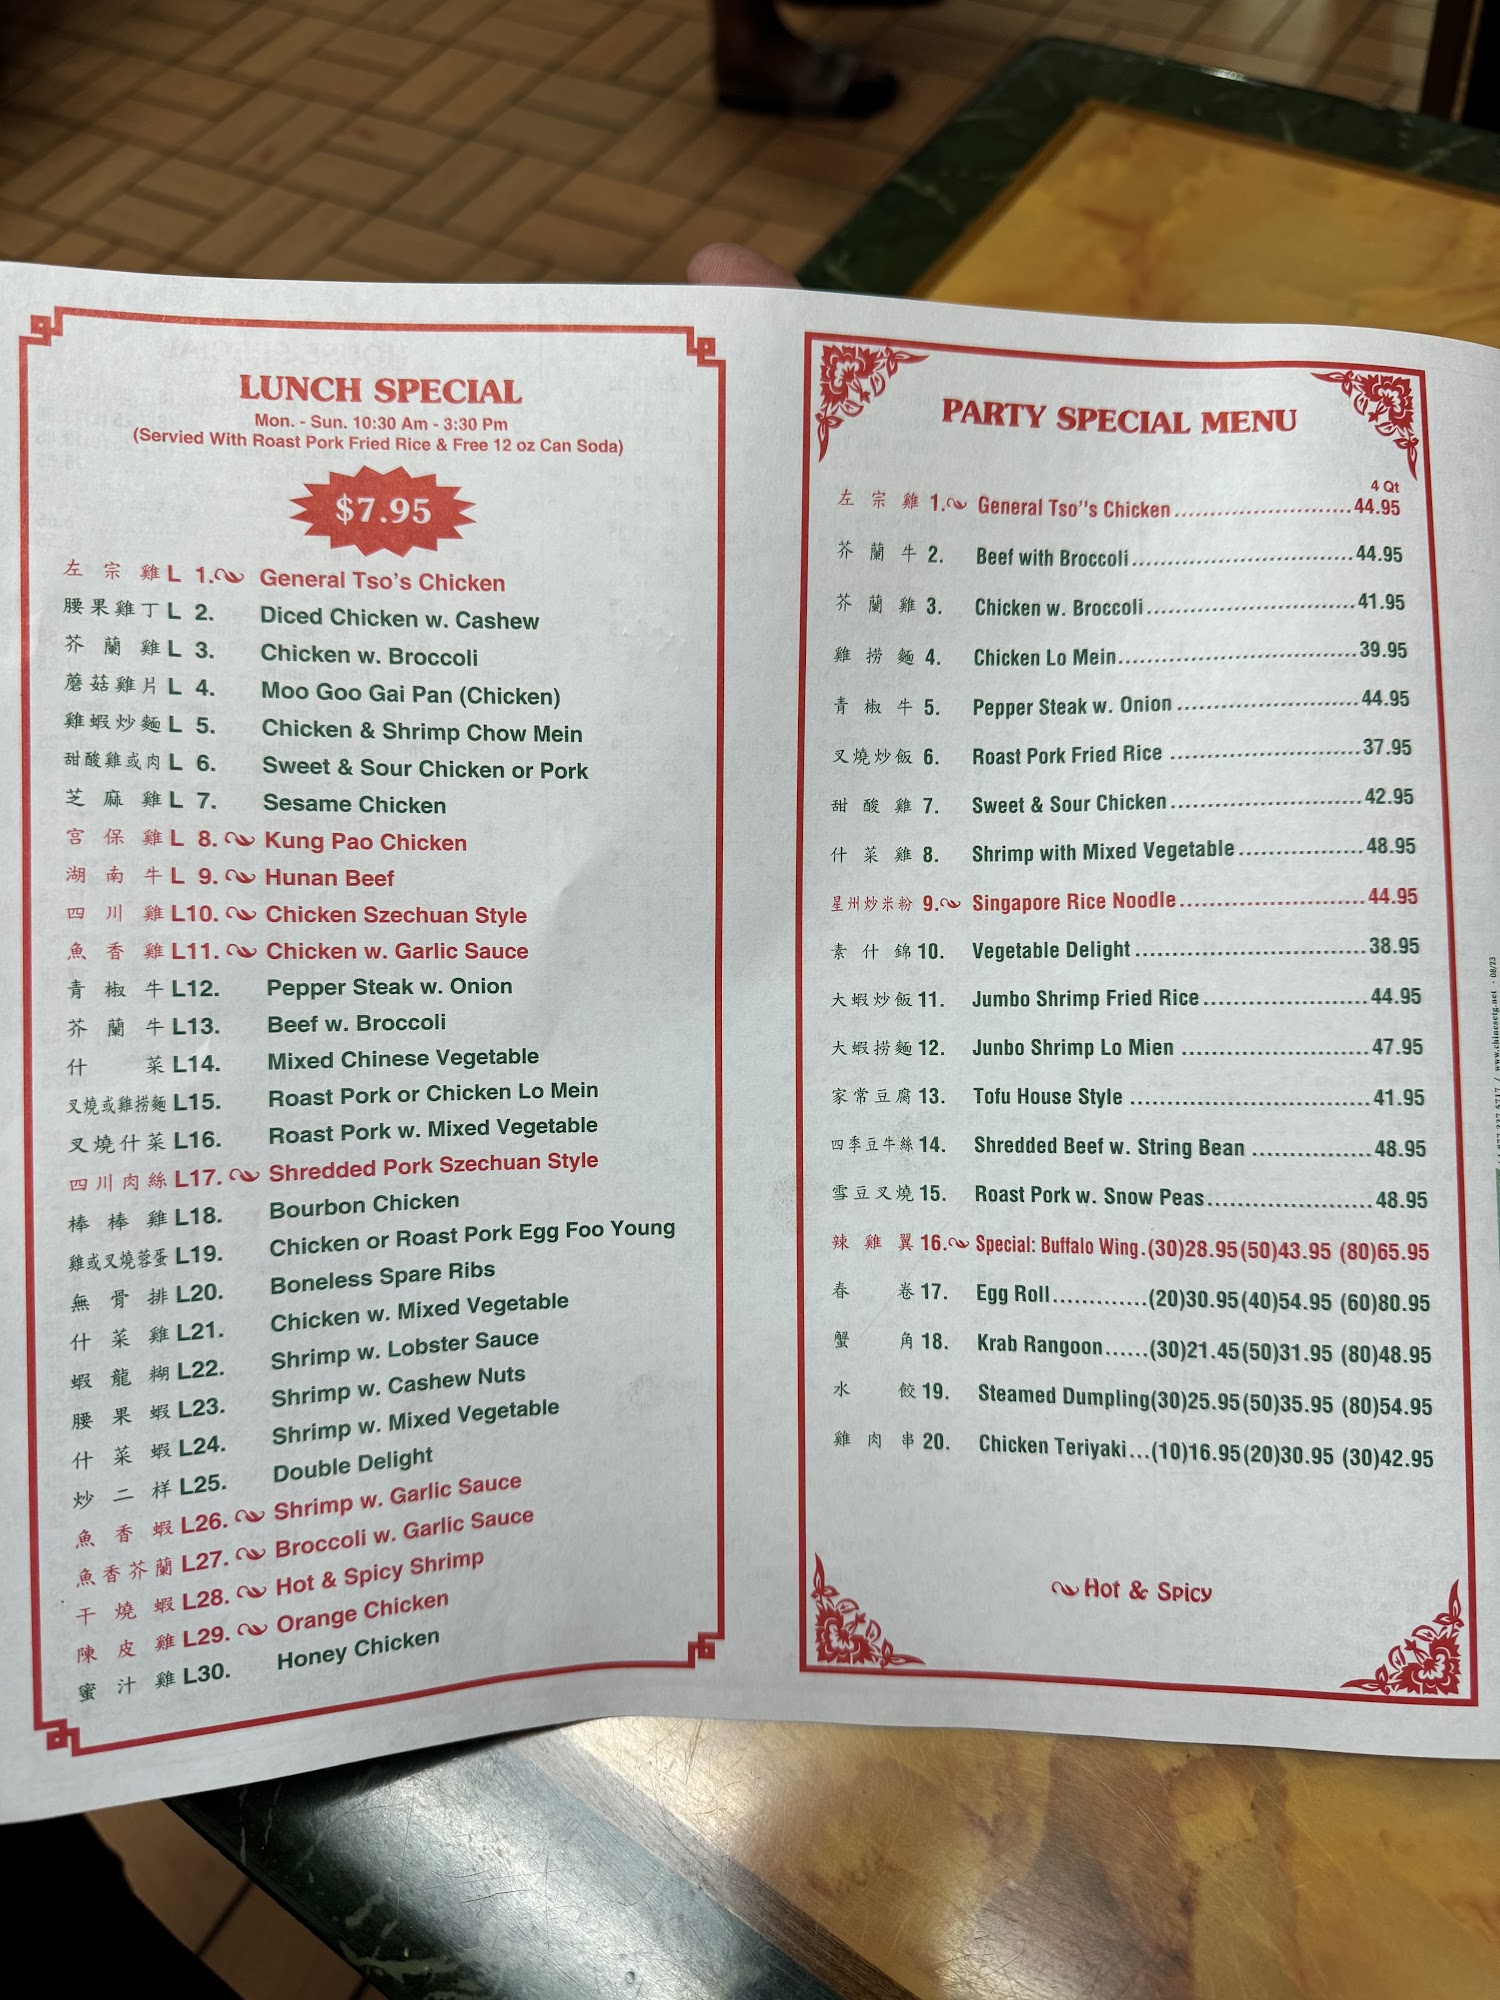 LUNCH SPECIAL
Mon. - Sun. 10:30 Am - 3:30 Pm
(Servied With Roast Pork Fried Rice & Free 12 oz Can Soda)
$7.95
左宗雞 L 1. General Tso's Chicken
腰果雞丁 L 2. Diced Chicken w. Cashew
芥蘭雞 L 3. Chicken w. Broccoli
蘑菇雞片 L 4. Moo Goo Gai Pan (Chicken)
雞蝦炒麵 L 5. Chicken & Shrimp Chow Mein
甜酸雞或肉 L 6. Sweet & Sour Chicken or Pork
芝麻雞 L 7. Sesame Chicken
宮保雞 L 8. Kung Pao Chicken
湖南牛 L 9. Hunan Beef
四川雞 L10. Chicken Szechuan Style
魚香雞 L11. Chicken w. Garlic Sauce
青椒牛 L12. Pepper Steak w. Onion
芥蘭牛 L13. Beef w. Broccoli
什菜 L14. Mixed Chinese Vegetable
叉燒或雞撈麵 L15. Roast Pork or Chicken Lo Mein
叉燒什菜 L16. Roast Pork w. Mixed Vegetable
四川肉絲 L17. Shredded Pork Szechuan Style
棒棒雞 L18. Bourbon Chicken
雞或叉燒蓉蛋 L19. Chicken or Roast Pork Egg Foo Young
無骨排 L20. Boneless Spare Ribs
什菜雞 L21. Chicken w. Mixed Vegetable
蝦龍糊 L22. Shrimp w. Lobster Sauce
腰果蝦 L23. Shrimp w. Cashew Nuts
什菜蝦 L24. Shrimp w. Mixed Vegetable
炒二样 L25. Double Delight
魚香蝦 L26. Shrimp w. Garlic Sauce
魚香芥蘭 L27. Broccoli w. Garlic Sauce
干燒蝦 L28. Hot & Spicy Shrimp
陳皮雞 L29. Orange Chicken
蜜汁雞 L30. Honey Chicken
PARTY SPECIAL MENU
4 Qt
左宗雞 1. General Tso''s Chicken 44.95
芥蘭牛 2. Beef with Broccoli 44.95
芥蘭雞 3. Chicken w. Broccoli 41.95
雞撈麵 4. Chicken Lo Mein 39.95
青椒牛 5. Pepper Steak w. Onion 44.95
叉燒炒飯 6. Roast Pork Fried Rice 37.95
甜酸雞 7. Sweet & Sour Chicken 42.95
什菜雞 8. Shrimp with Mixed Vegetable 48.95
星州炒米粉 9. Singapore Rice Noodle 44.95
素什錦 10. Vegetable Delight 38.95
大蝦炒飯 11. Jumbo Shrimp Fried Rice 44.95
大蝦撈麵 12. Junbo Shrimp Lo Mien 47.95
家常豆腐 13. Tofu House Style 41.95
四季豆牛絲 14. Shredded Beef w. String Bean 48.95
雪豆叉燒 15. Roast Pork w. Snow Peas 48.95
辣雞翼 16. Special: Buffalo Wing.(30)28.95(50)43.95 (80)65.95
春卷 17. Egg Roll (20)30.95(40)54.95 (60)80.95
蟹角 18. Krab Rangoon (30)21.45(50)31.95 (80)48.95
水餃 19. Steamed Dumpling(30)25.95(50)35.95 (80)54.95
雞肉串 20. Chicken Teriyaki (10)16.95(20)30.95 (30)42.95
Hot & Spicy
08/23